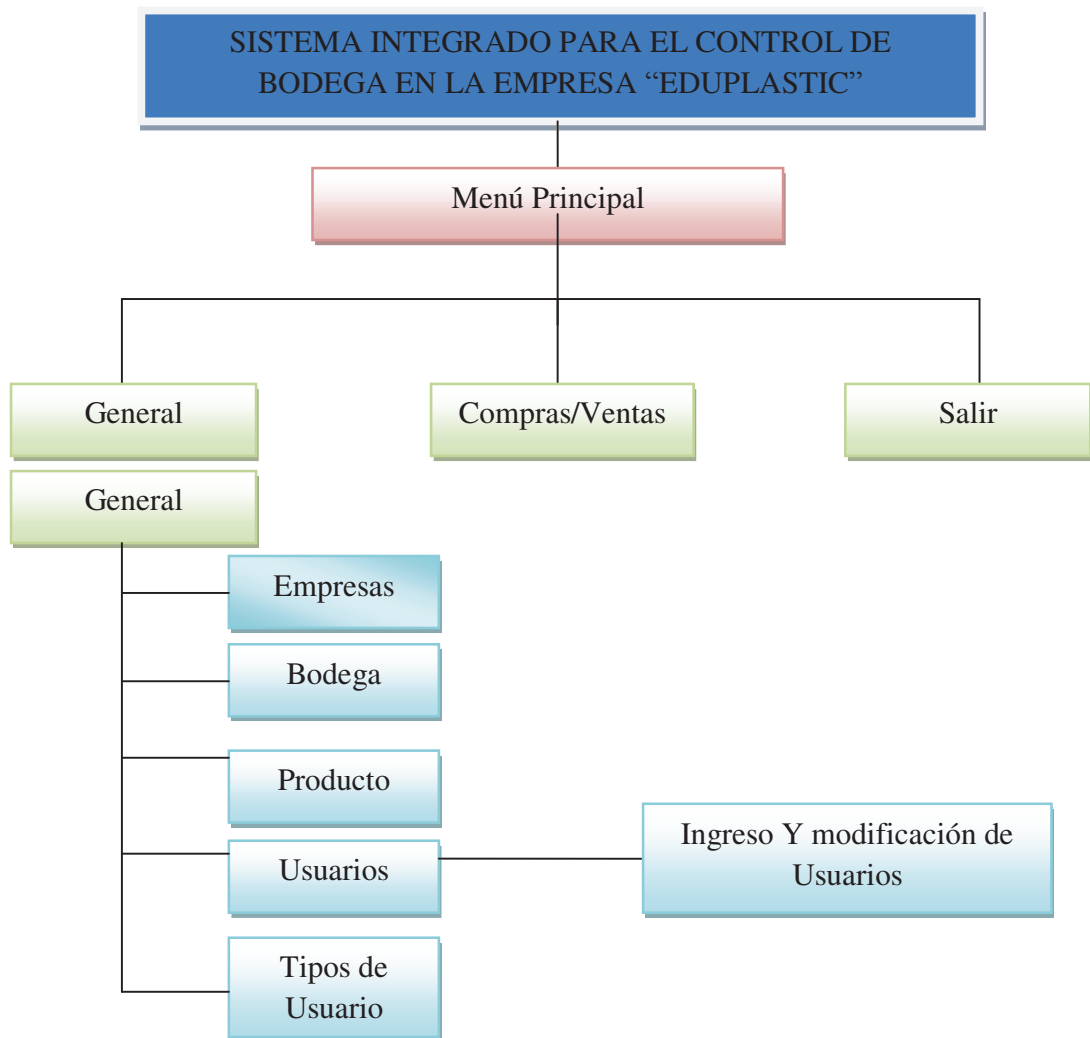 SISTEMA INTEGRADO PARA EL CONTROL DE
BODEGA EN LA EMPRESA “EDUPLASTIC”
Menú Principal
General
Compras/Ventas
Salir
General
Empresas
Bodega
Producto
Usuarios
Ingreso Y modificación de
Usuarios
Tipos de
Usuario